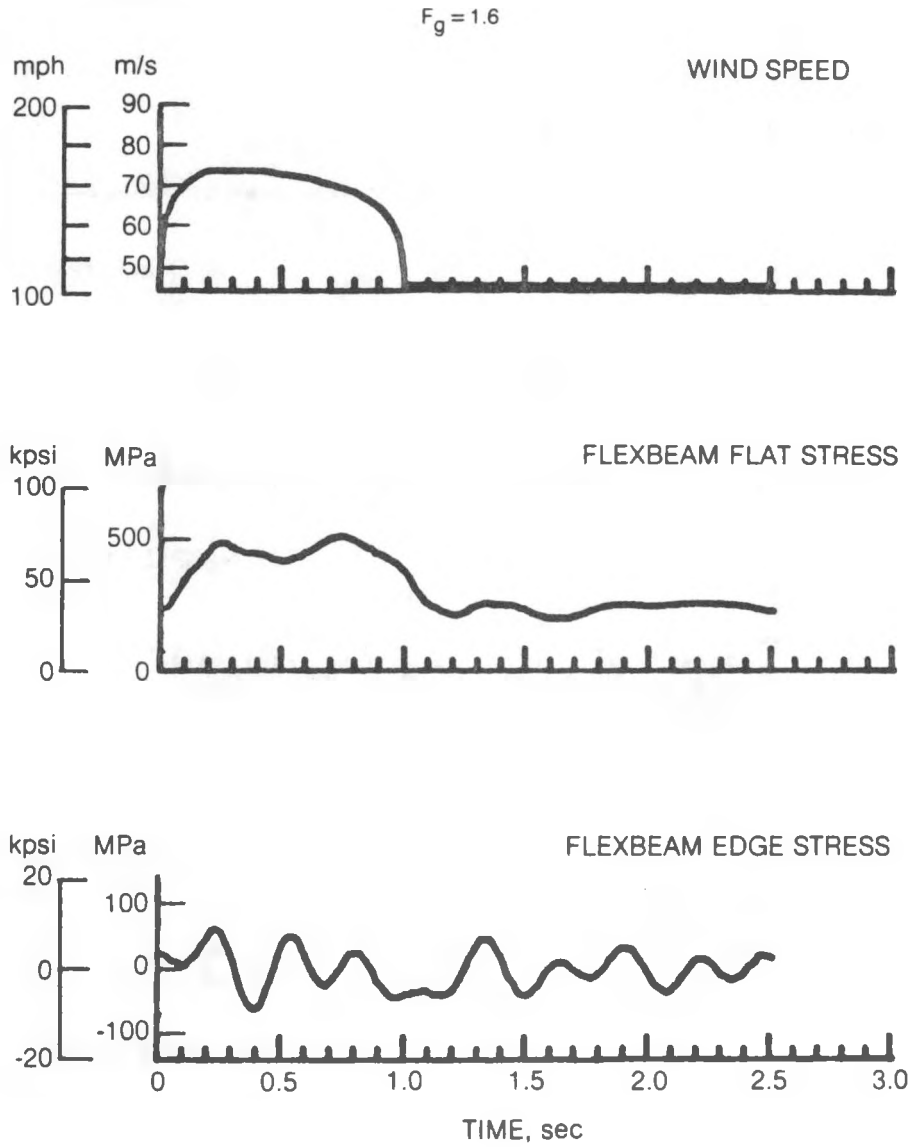 Fg = 1.6
mph m/s WIND SPEED
200 90
80
70
60
50
100
kpsi MPa FLEXBEAM FLAT STRESS
100
500
50
0 0
kpsi MPa FLEXBEAM EDGE STRESS
20
100
0 0
-100
-20
0 0.5 1.0 1.5 2.0 2.5 3.0
TIME, sec